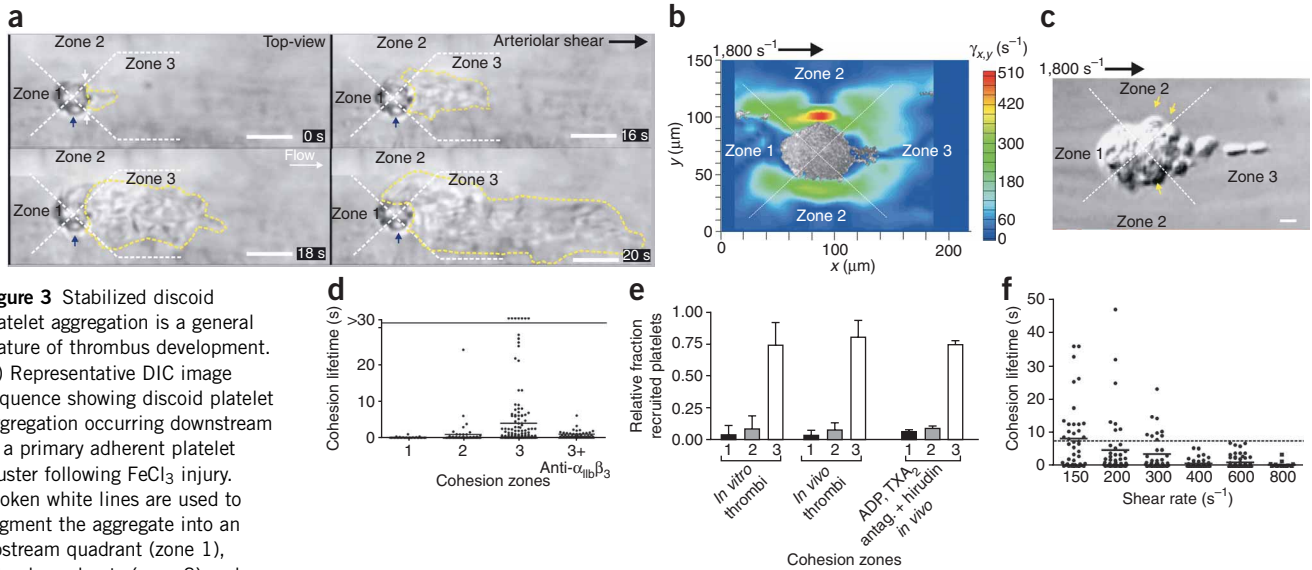 a
Zone 2
Top-view
Zone 3
Zone 1
0 s
Zone 2
Arteriolar shear
Zone 3
Zone 1
16 s
Zone 2
Flow
Zone 3
Zone 1
18 s
Zone 2
Zone 3
Zone 1
20 s
b
1,800 s⁻¹
γx,y (s⁻¹)
150
100
50
0
y (µm)
Zone 2
Zone 1
Zone 3
Zone 2
0
100
200
x (µm)
510
420
300
180
60
0
c
1,800 s⁻¹
Zone 2
Zone 1
Zone 3
Zone 2
gure 3 Stabilized discoid
atelet aggregation is a general
ature of thrombus development.
) Representative DIC image
quence showing discoid platelet
ggregation occurring downstream
a primary adherent platelet
uster following FeCl₃ injury.
oken white lines are used to
gment the aggregate into an
stream quadrant (zone 1),
d
Cohesion lifetime (s)
>30
20
10
0
1
2
3
3+
Anti-αIIbβ3
Cohesion zones
e
Relative fraction
recruited platelets
1.00
0.75
0.50
0.25
0.00
1 2 3
1 2 3
1 2 3
In vitro
thrombi
In vivo
thrombi
ADP, TXA₂
antag. + hirudin
in vivo
Cohesion zones
f
Cohesion lifetime (s)
50
40
30
20
10
0
150
200
300
400
600
800
Shear rate (s⁻¹)